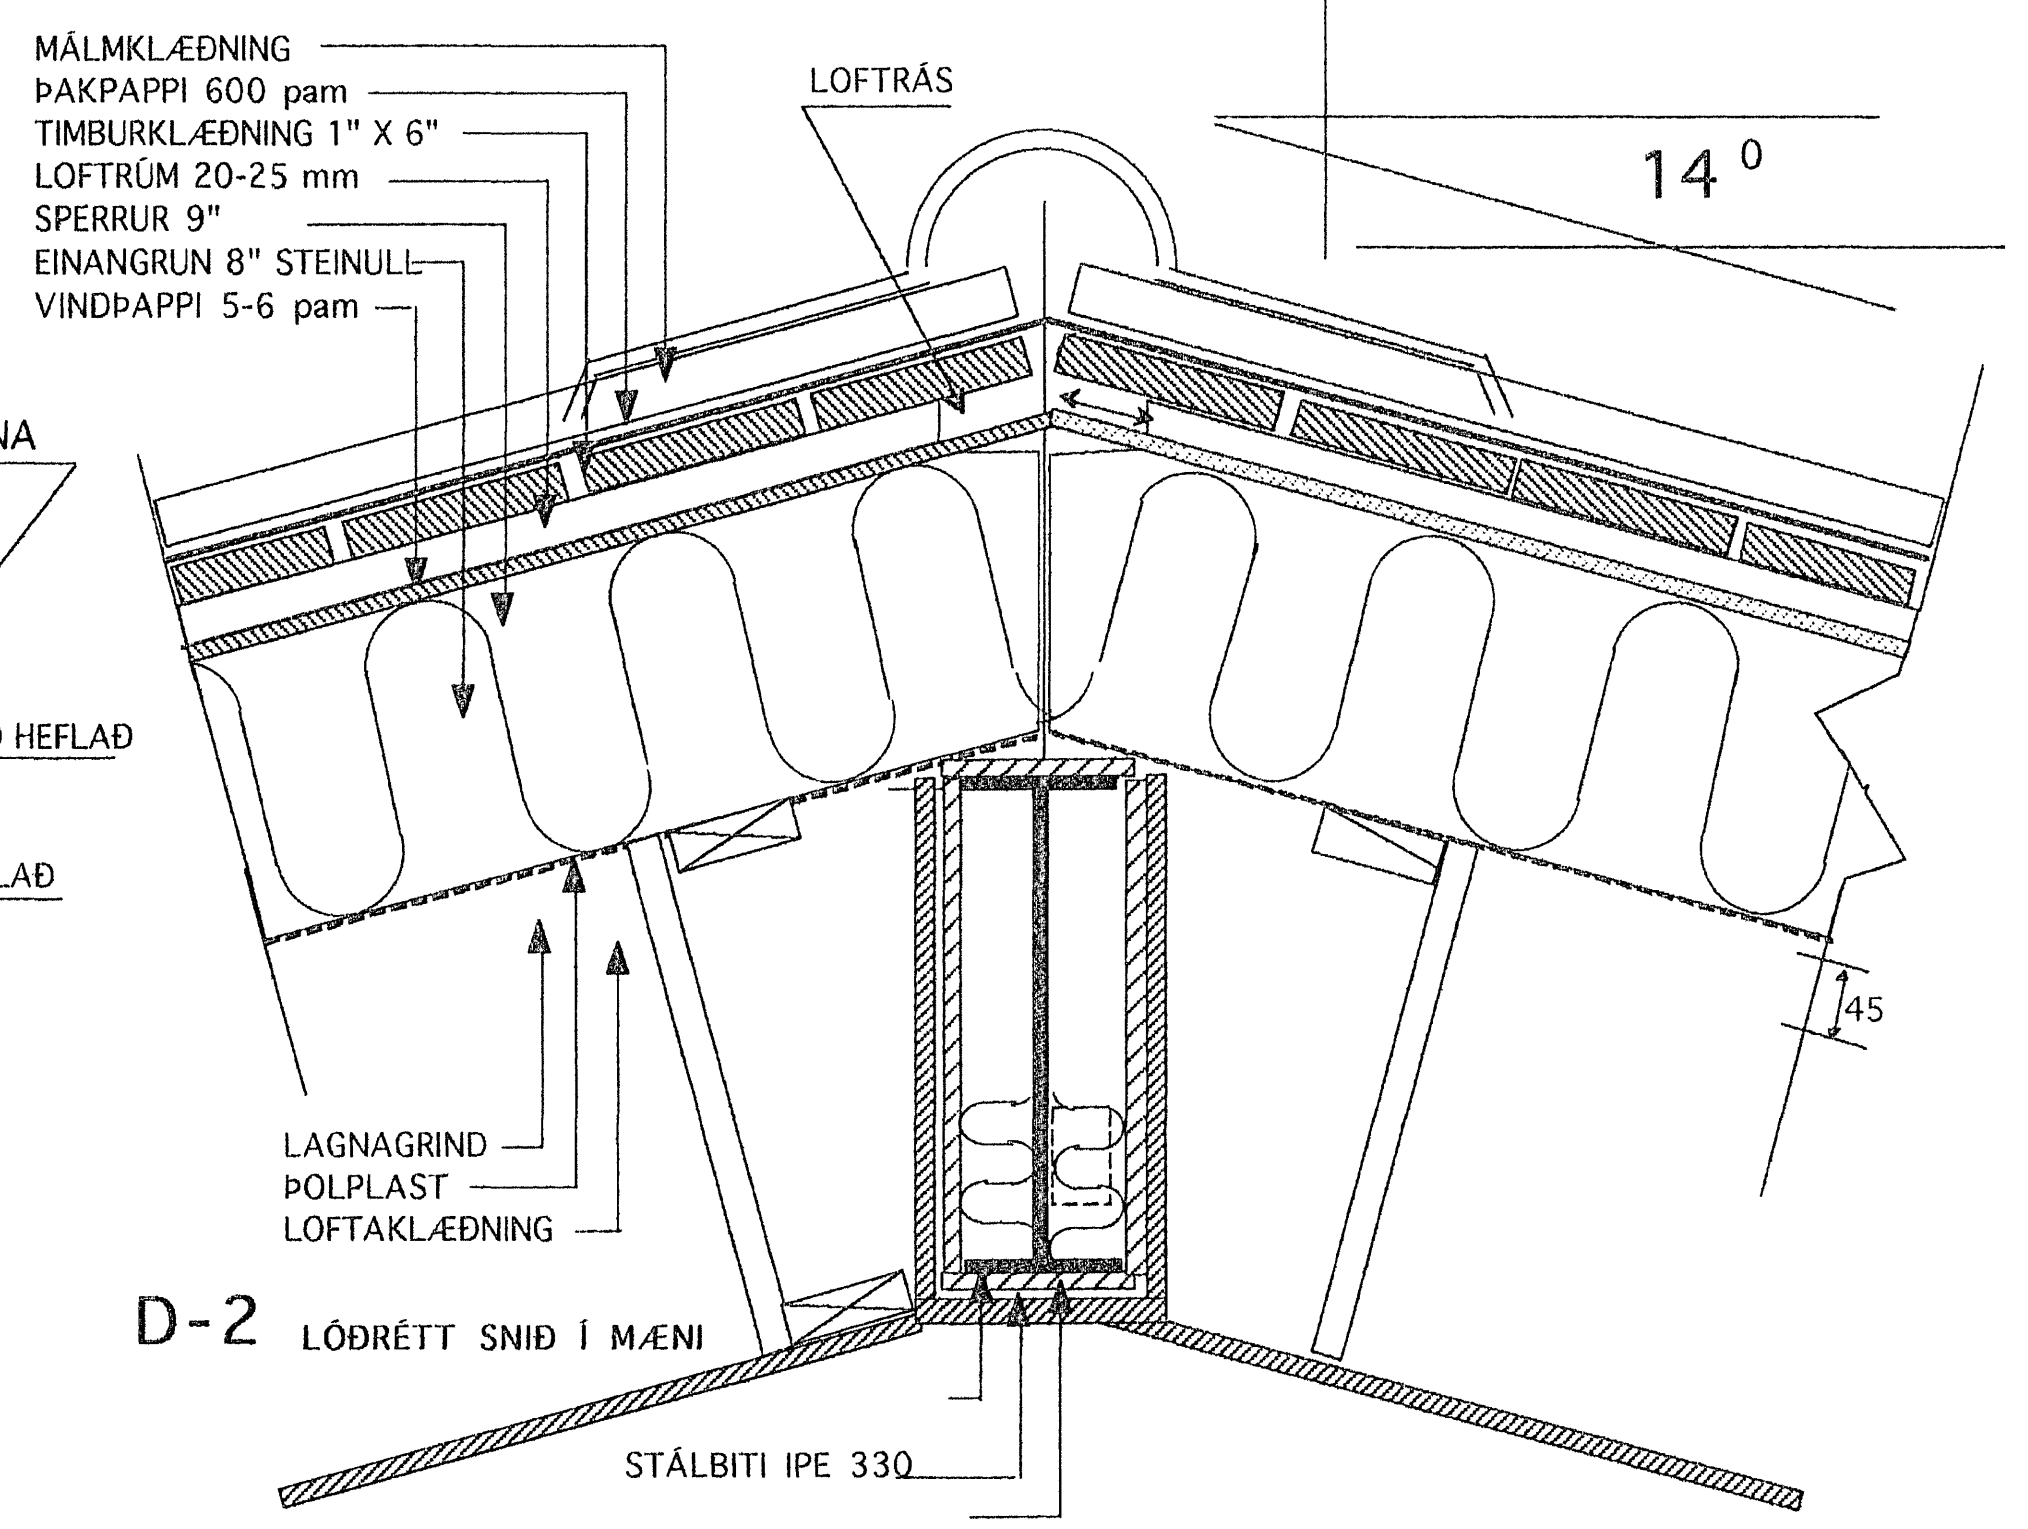 MÁLMKLÆÐNING
ÞAKPAPPI 600 pam
TIMBURKLÆÐNING 1" X 6"
LOFTRÚM 20-25 mm
SPERRUR 9"
EINANGRUN 8" STEINULL
VINDÞAPPI 5-6 pam
LOFTRÁS
14 0
NA
HEFLAÐ
LAÐ
45
LAGNAGRIND
ÞOLPLAST
LOFTAKLÆÐNING
D-2 LÓÐRÉTT SNIÐ Í MÆNI
STÁLBITI IPE 330